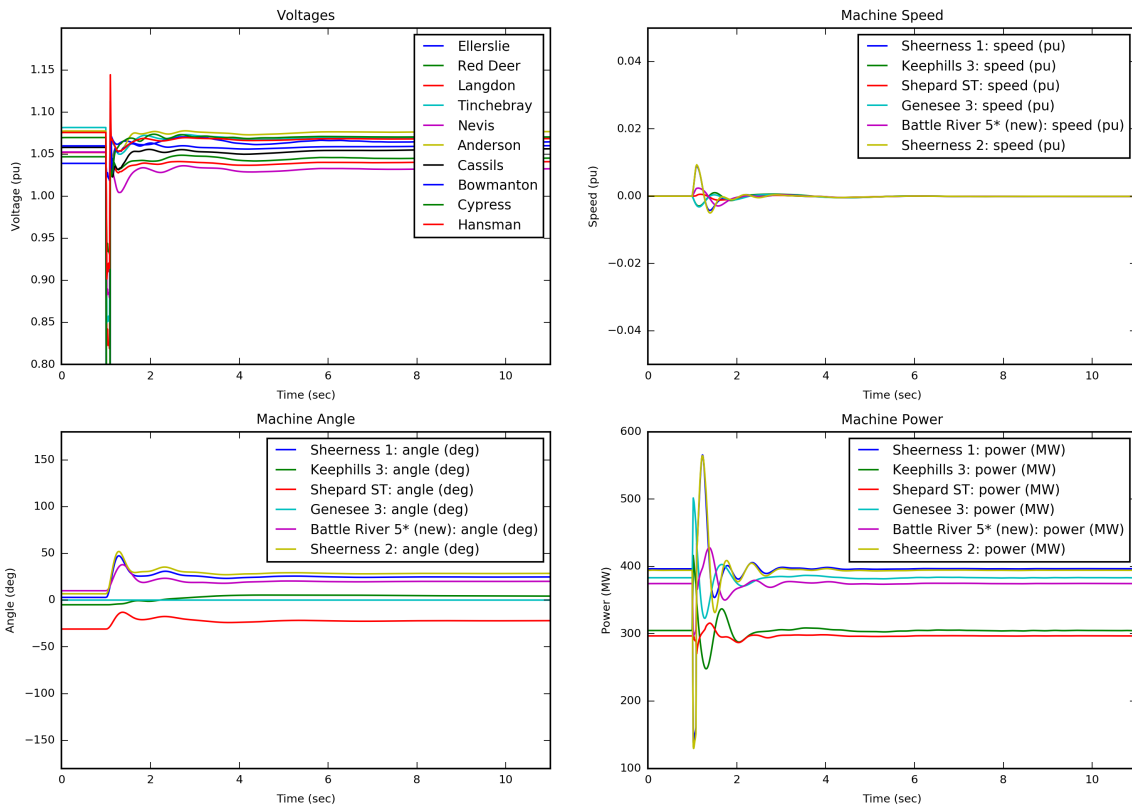 Voltages
1.15
1.10
1.05
1.00
0.95
0.90
0.85
0.80
Voltage (pu)
Ellerslie
Red Deer
Langdon
Tinchebray
Nevis
Anderson
Cassils
Bowmanton
Cypress
Hansman
0 2 4 6 8 10
Time (sec)
Machine Speed
0.04
0.02
0.00
−0.02
−0.04
Speed (pu)
Sheerness 1: speed (pu)
Keephills 3: speed (pu)
Shepard ST: speed (pu)
Genesee 3: speed (pu)
Battle River 5* (new): speed (pu)
Sheerness 2: speed (pu)
0 2 4 6 8 10
Time (sec)
Machine Angle
150
100
50
0
−50
−100
−150
Angle (deg)
Sheerness 1: angle (deg)
Keephills 3: angle (deg)
Shepard ST: angle (deg)
Genesee 3: angle (deg)
Battle River 5* (new): angle (deg)
Sheerness 2: angle (deg)
0 2 4 6 8 10
Time (sec)
Machine Power
600
500
400
300
200
100
Power (MW)
Sheerness 1: power (MW)
Keephills 3: power (MW)
Shepard ST: power (MW)
Genesee 3: power (MW)
Battle River 5* (new): power (MW)
Sheerness 2: power (MW)
0 2 4 6 8 10
Time (sec)